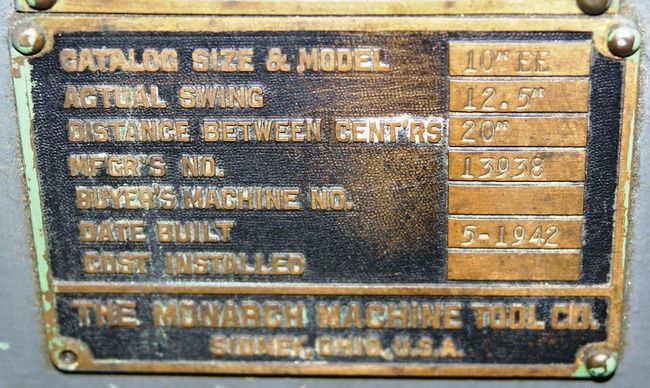 CATALOG SIZE & MODEL 10" EE
ACTUAL SWING 12.5"
DISTANCE BETWEEN CENT'RS 20"
MFGR'S NO. 13938
BUYER'S MACHINE NO.
DATE BUILT 5-1942
COST INSTALLED
THE MONARCH MACHINE TOOL CO.
SIDNEY, OHIO, U.S.A.